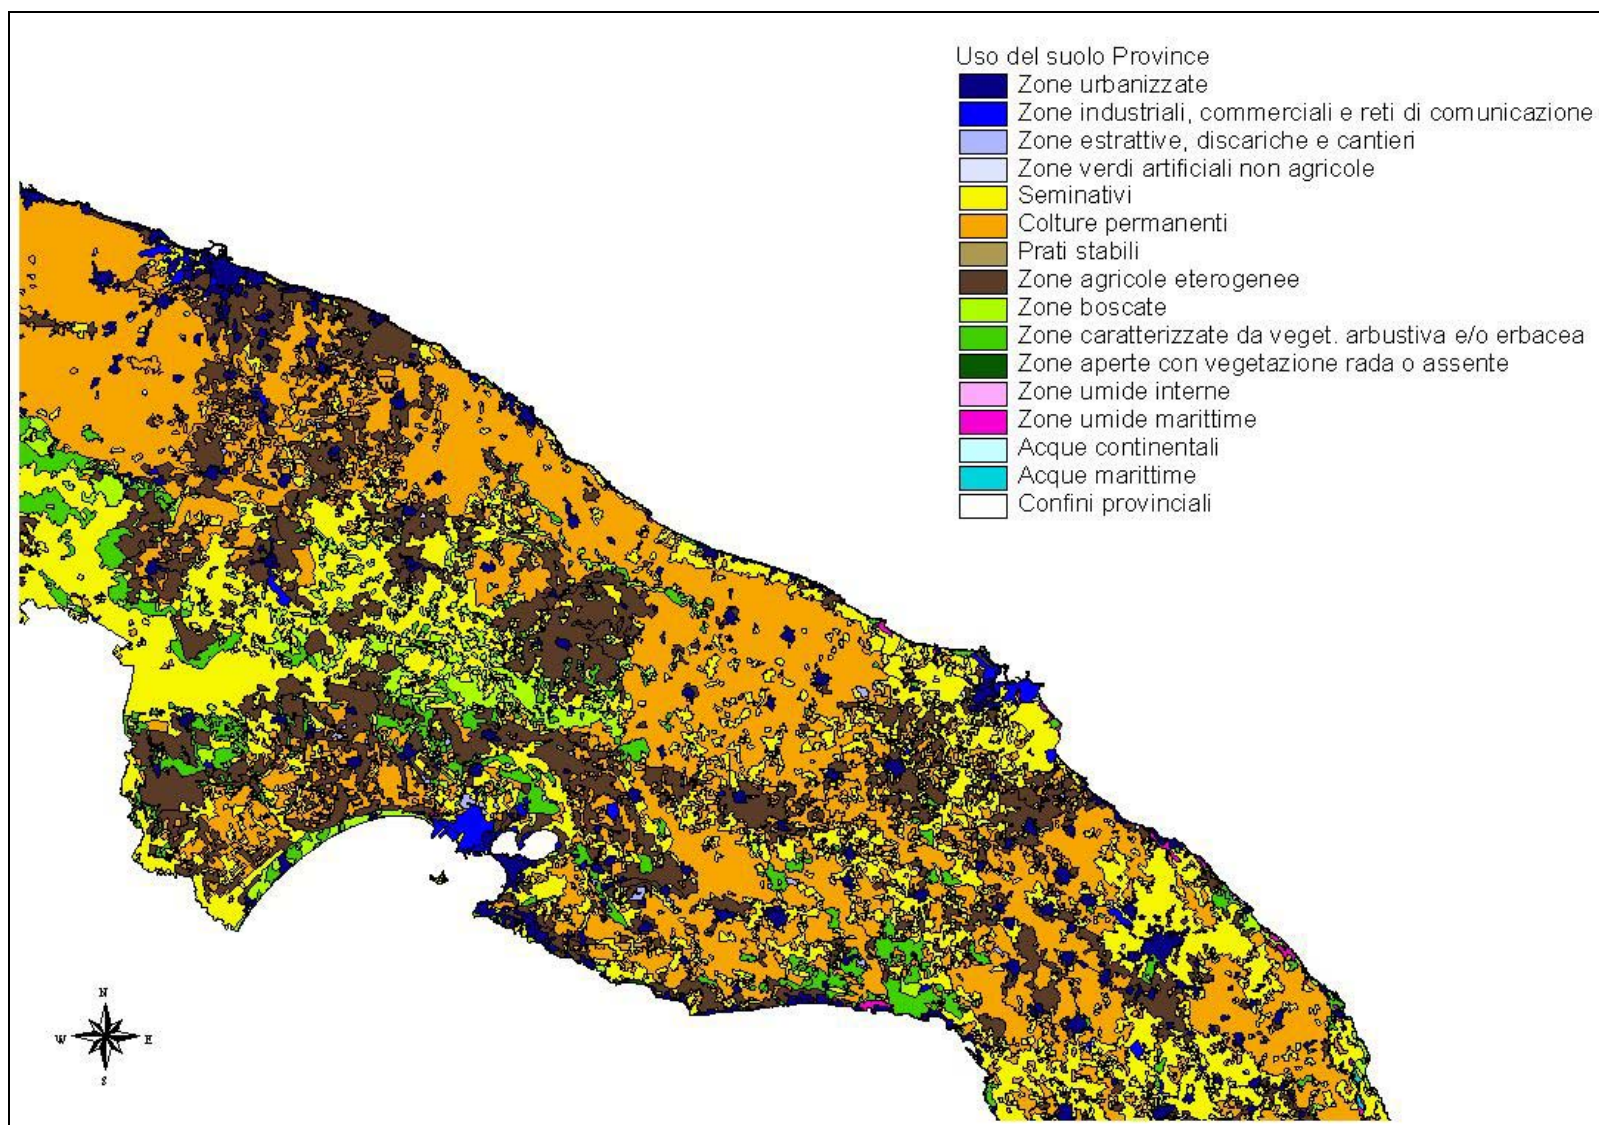 Uso del suolo Province
Zone urbanizzate
Zone industriali, commerciali e reti di comunicazione
Zone estrattive, discariche e cantieri
Zone verdi artificiali non agricole
Seminativi
Colture permanenti
Prati stabili
Zone agricole eterogenee
Zone boscate
Zone caratterizzate da veget. arbustiva e/o erbacea
Zone aperte con vegetazione rada o assente
Zone umide interne
Zone umide marittime
Acque continentali
Acque marittime
Confini provinciali
N
W E
S